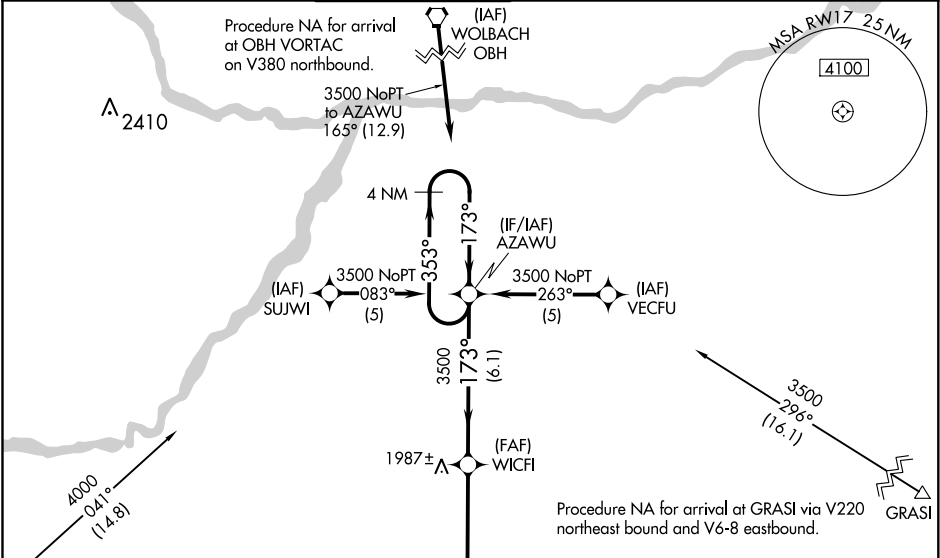 Procedure NA for arrival
at OBH VORTAC
on V380 northbound.
(IAF)
WOLBACH
OBH
MSA RW17 25 NM
4100
2410
3500 NoPT
to AZAWU
165° (12.9)
4 NM
353°
173°
(IF/IAF)
AZAWU
(IAF)
SUJWI
3500 NoPT
083°
(5)
3500 NoPT
263°
(5)
(IAF)
VECFU
3500
173°
(6.1)
3500
296°
(16.1)
1987±
(FAF)
WICFI
4000
041°
(14.8)
GRASI
Procedure NA for arrival at GRASI via V220
northeast bound and V6-8 eastbound.